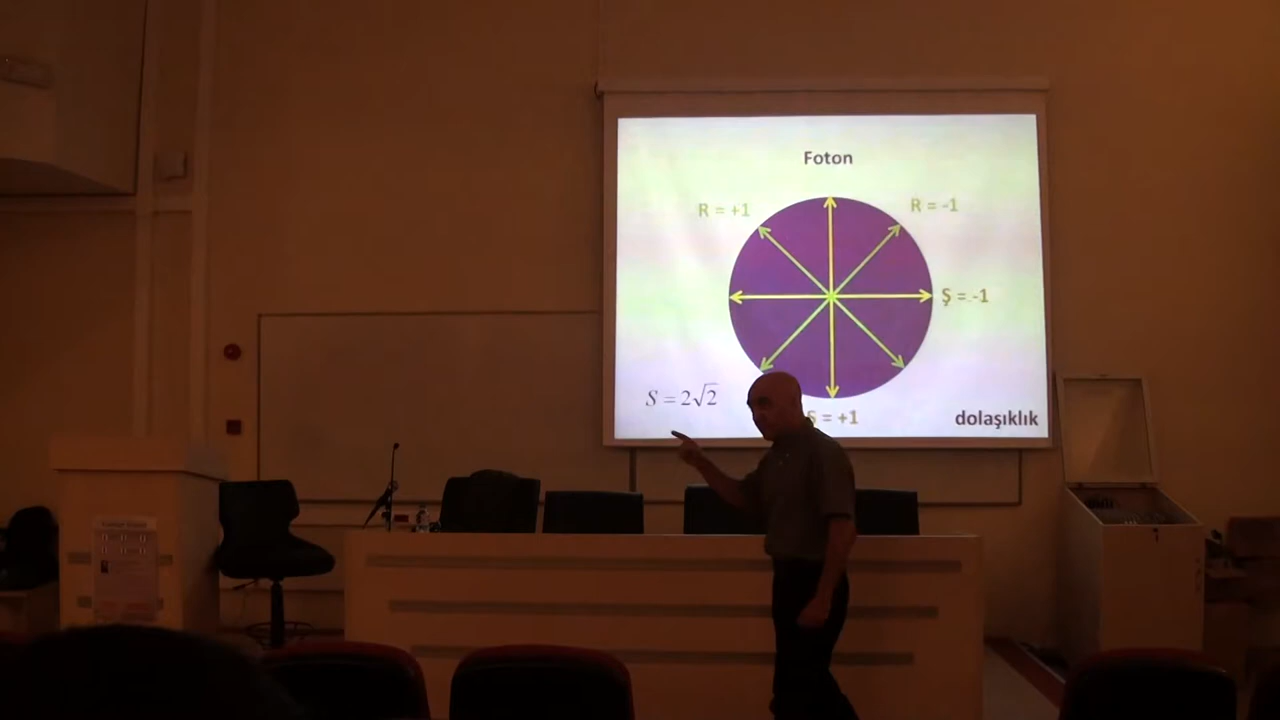 Foton
R = +1
R = -1
Ş = -1
S = 2√2
Ş = +1
dolaşıklık